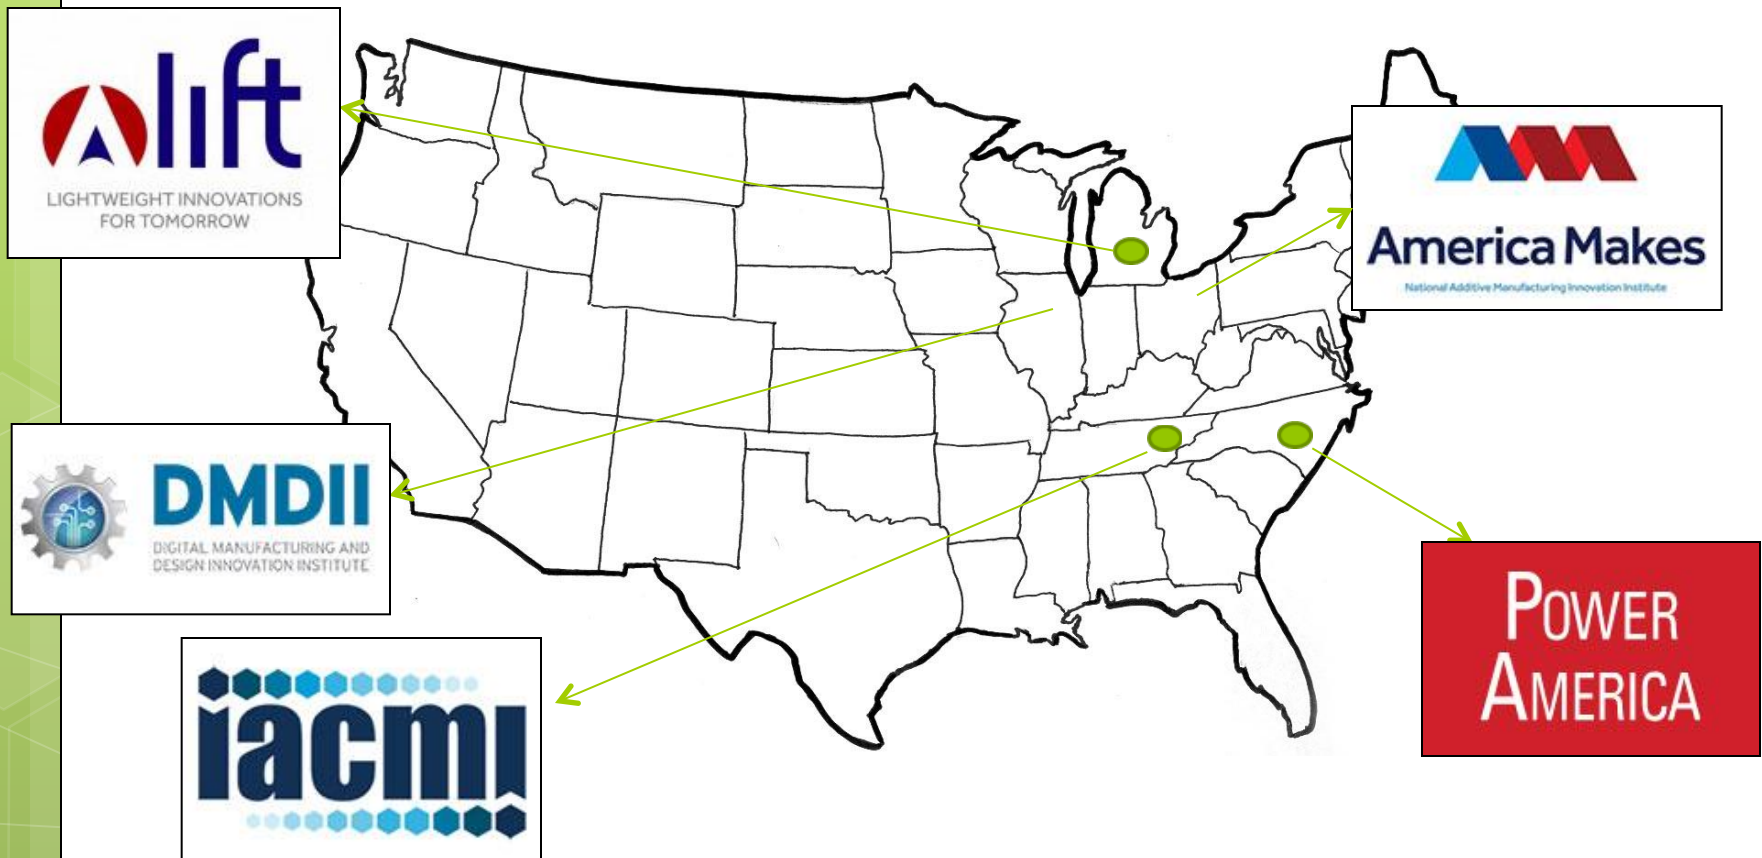 lift
LIGHTWEIGHT INNOVATIONS
FOR TOMORROW
America Makes
National Additive Manufacturing Innovation Institute
DMDII
DIGITAL MANUFACTURING AND
DESIGN INNOVATION INSTITUTE
POWER
AMERICA
iacmi